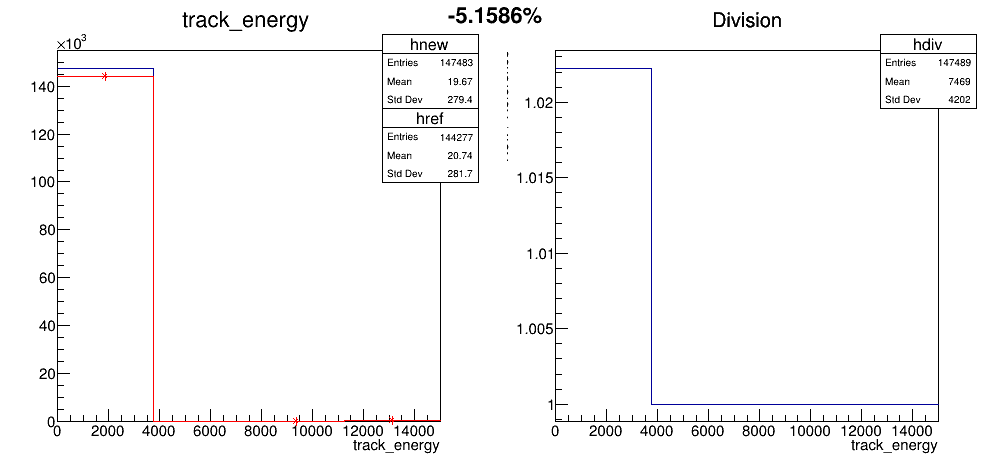 track_energy
-5.1586%
Division
×10³
hnew
Entries 147483
Mean 19.67
Std Dev 279.4
href
Entries 144277
Mean 20.74
Std Dev 281.7
140
120
100
80
60
40
20
0
0 2000 4000 6000 8000 10000 12000 14000
track_energy
hdiv
Entries 147489
Mean 7469
Std Dev 4202
1.02
1.015
1.01
1.005
1
0 2000 4000 6000 8000 10000 12000 14000
track_energy